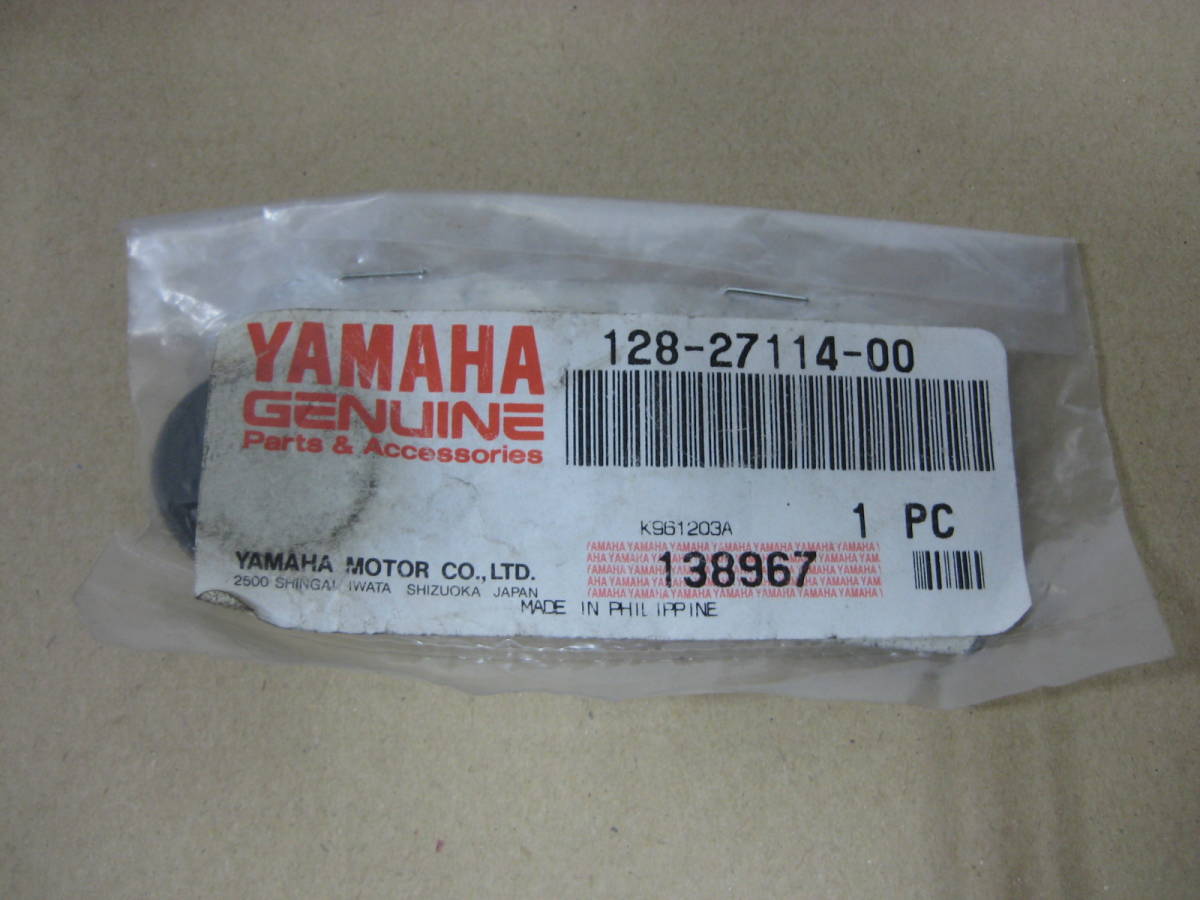 YAMAHA
GENUINE
Parts & Accessories
128-27114-00
K961203A
1 PC
138967
YAMAHA MOTOR CO.,LTD.
2500 SHINGAI IWATA SHIZUOKA JAPAN
MADE IN PHILIPPINE